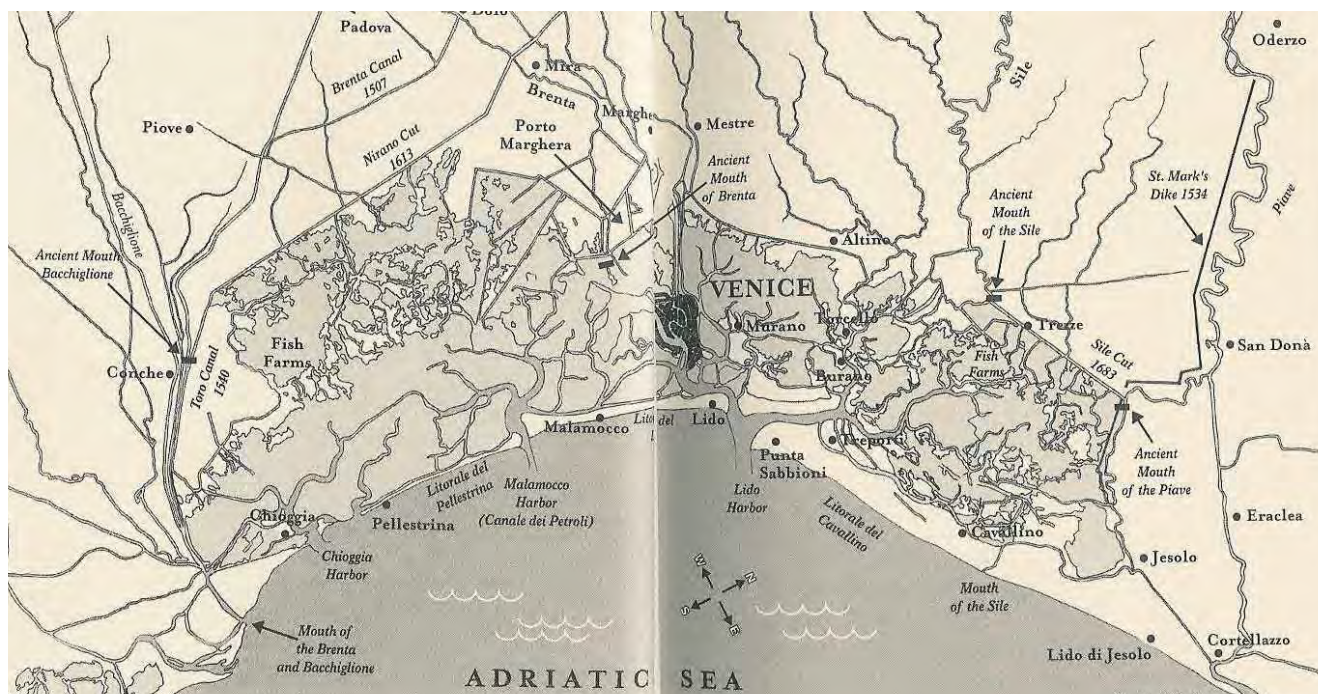 Padova
Dolo
Oderzo
Mira
Sile
Brenta Canal
1507
Brenta
Marghe
Mestre
Piove
Porto
Marghera
Nirano Cut
1613
Ancient
Mouth
of Brenta
St. Mark's
Dike 1534
Piave
Bacchiglione
Ancient
Mouth
of the Sile
Altino
Ancient Mouth
Bacchiglione
VENICE
Murano
Torcello
Treze
Fish
Farms
Fish
Farms
San Donà
Conche
Toro Canal
1540
Burano
Sile Cut
1683
Malamocco
Lito
del
Lido
Treporti
Punta
Sabbioni
Ancient
Mouth
of the Piave
Litorale del
Pellestrina
Malamocco
Harbor
(Canale dei Petroli)
Lido
Harbor
Litorale del
Cavallino
Pellestrina
Chioggia
Cavallino
Eraclea
Chioggia
Harbor
Jesolo
W
N
S
E
Mouth
of the Sile
Mouth of
the Brenta
and Bacchiglione
Lido di Jesolo
Cortellazzo
ADRIATIC SEA